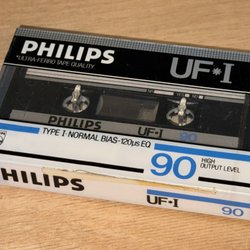 PHILIPS
*ULTRA-FERRO TAPE QUALITY
UF*I
PHILIPS
UF·I
90
TYPE I·NORMAL BIAS-120µs EQ
90
HIGH
OUTPUT LEVEL
PHILIPS
UF·I
90